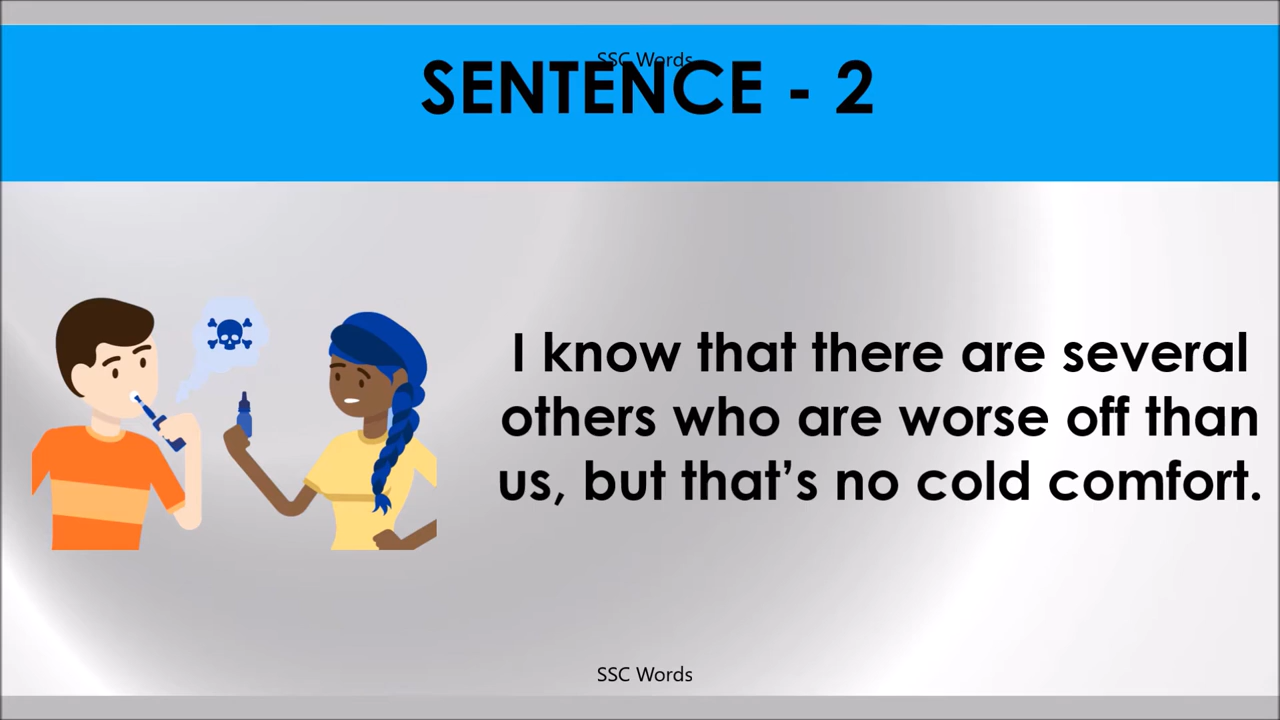 SSC Words
SENTENCE - 2
I know that there are several
others who are worse off than
us, but that's no cold comfort.
SSC Words